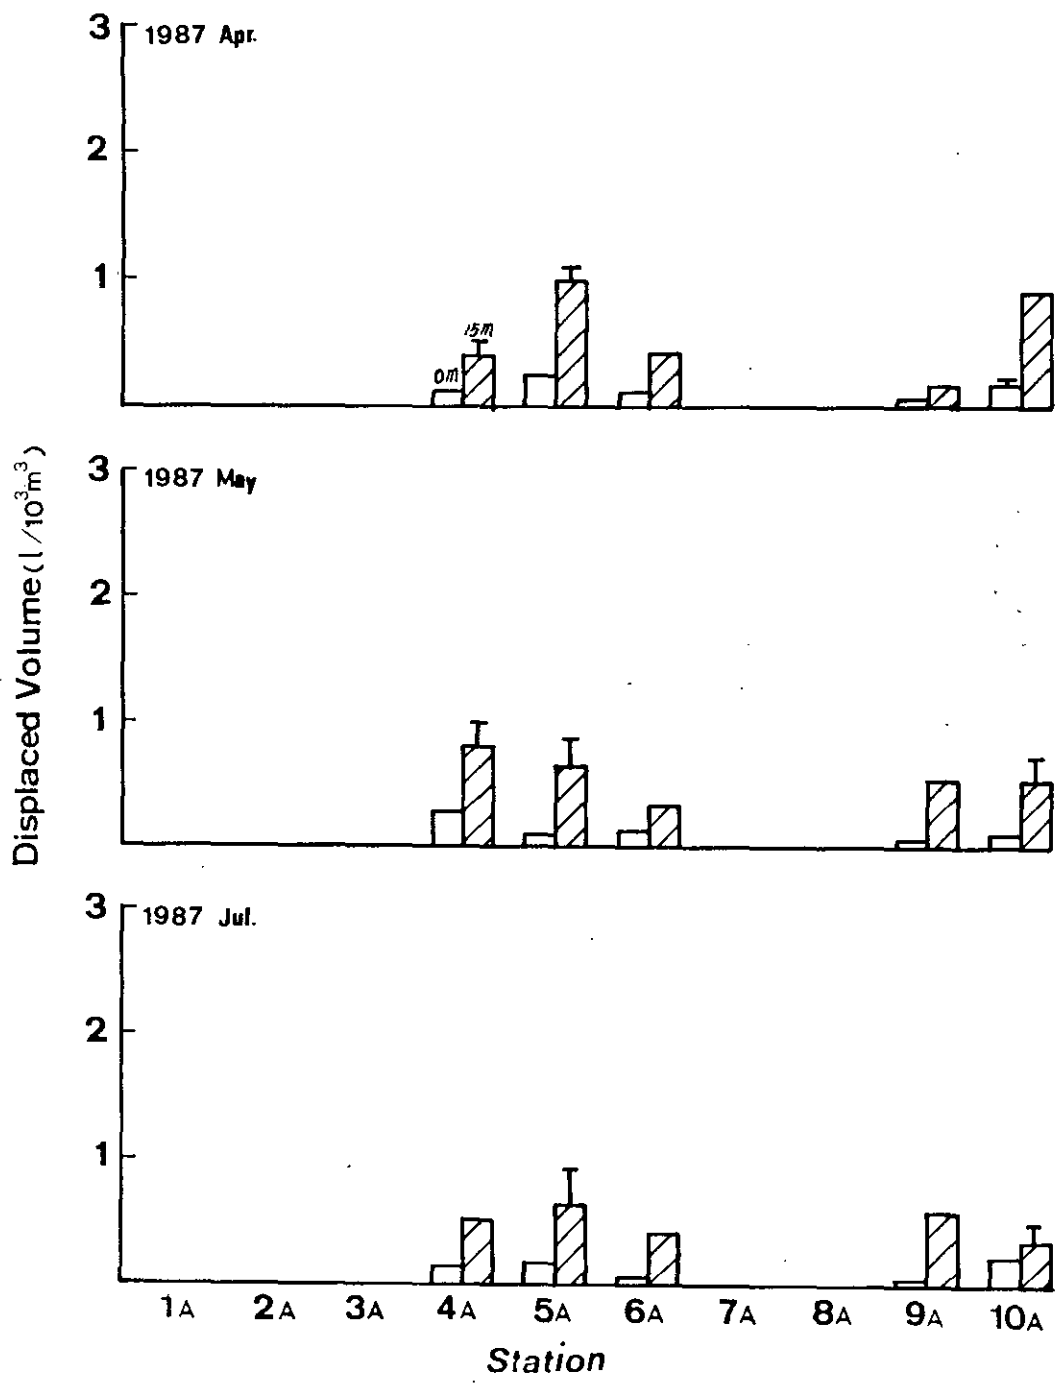 3 1987 Apr.
2
1
15m
0m
3 1987 May
2
1
Displaced Volume (l/10³m³)
3 1987 Jul.
2
1
1A 2A 3A 4A 5A 6A 7A 8A 9A 10A
Station